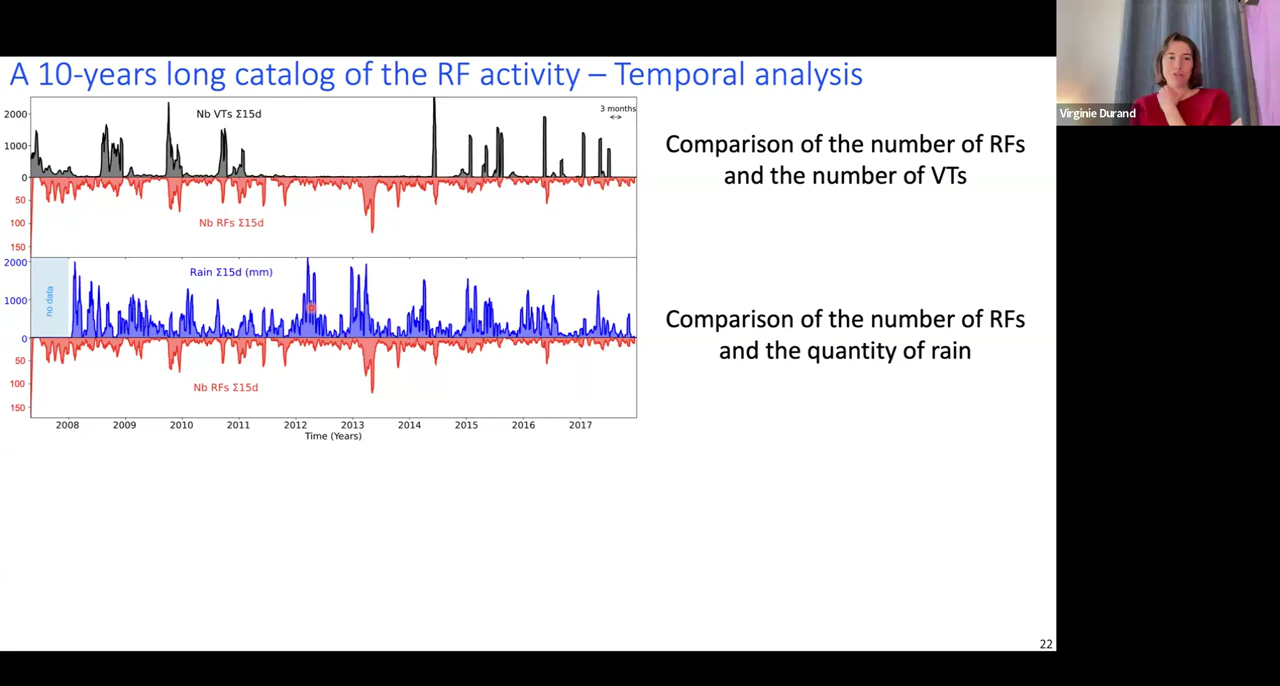 A 10-years long catalog of the RF activity – Temporal analysis
Virginie Durand
Nb VTs Σ15d
3 months
2000
1000
0
50
100
150
Nb RFs Σ15d
Comparison of the number of RFs
and the number of VTs
Rain Σ15d (mm)
no data
2000
1000
0
50
100
150
Nb RFs Σ15d
Comparison of the number of RFs
and the quantity of rain
2008 2009 2010 2011 2012 2013 2014 2015 2016 2017
Time (Years)
22